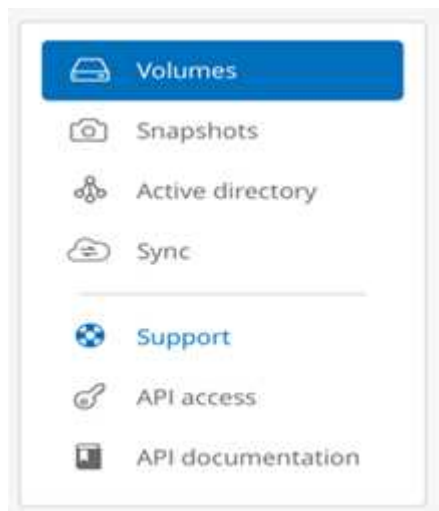 Volumes
Snapshots
Active directory
Sync
Support
API access
API documentation